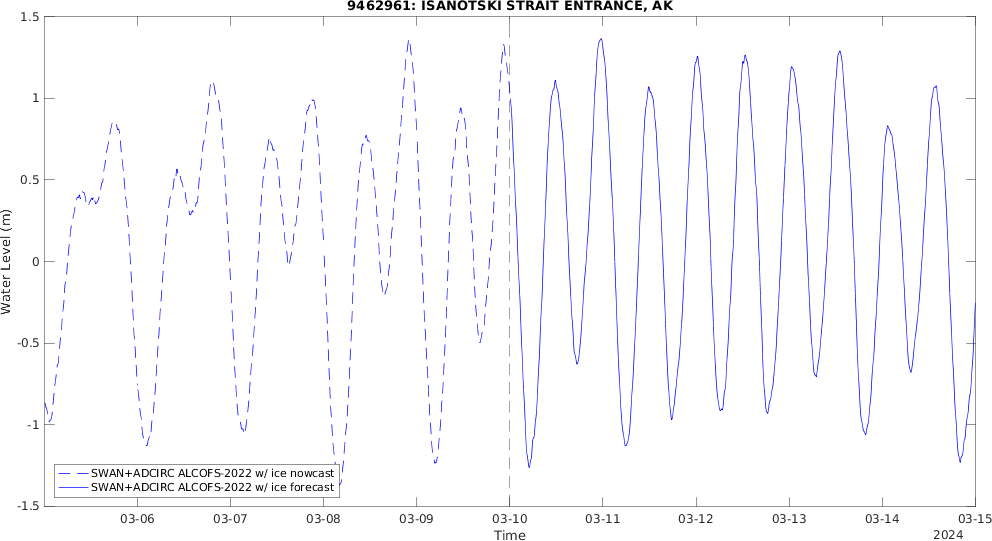 9462961: ISANOTSKI STRAIT ENTRANCE, AK
1.5
1
0.5
0
-0.5
-1
-1.5
Water Level (m)
SWAN+ADCIRC ALCOFS-2022 w/ ice nowcast
SWAN+ADCIRC ALCOFS-2022 w/ ice forecast
03-06 03-07 03-08 03-09 03-10 03-11 03-12 03-13 03-14 03-15
Time
2024